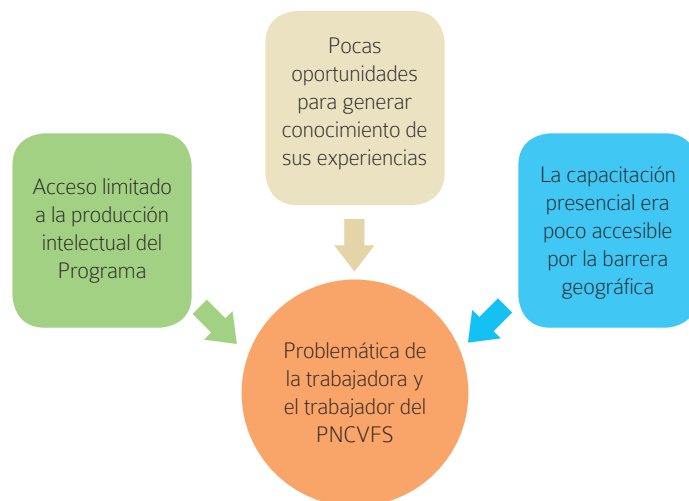 Pocas
oportunidades
para generar
conocimiento de
sus experiencias
Acceso limitado
a la producción
intelectual del
Programa
La capacitación
presencial era
poco accesible
por la barrera
geográfica
Problemática de
la trabajadora y
el trabajador del
PNCVFS